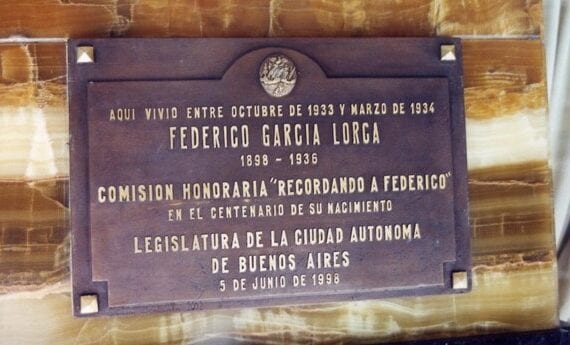 AQUI VIVIO ENTRE OCTUBRE DE 1933 Y MARZO DE 1934
FEDERICO GARCIA LORCA
1898 - 1936
COMISION HONORARIA "RECORDANDO A FEDERICO"
EN EL CENTENARIO DE SU NACIMIENTO
LEGISLATURA DE LA CIUDAD AUTONOMA
DE BUENOS AIRES
5 DE JUNIO DE 1998